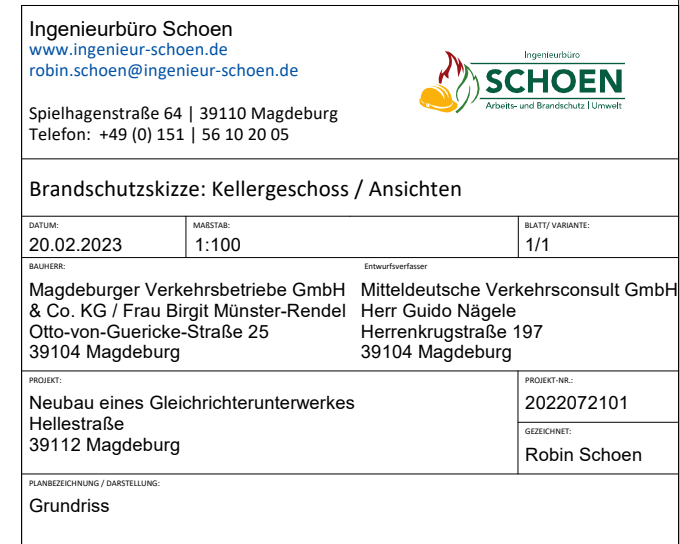 Ingenieurbüro Schoen
www.ingenieur-schoen.de
robin.schoen@ingenieur-schoen.de
Spielhagenstraße 64 | 39110 Magdeburg
Telefon: +49 (0) 151 | 56 10 20 05
Ingenieurbüro
SCHOEN
Arbeits- und Brandschutz | Umwelt
Brandschutzskizze: Kellergeschoss / Ansichten
DATUM:
20.02.2023
MAßSTAB:
1:100
BLATT/ VARIANTE:
1/1
BAUHERR:
Magdeburger Verkehrsbetriebe GmbH
& Co. KG / Frau Birgit Münster-Rendel
Otto-von-Guericke-Straße 25
39104 Magdeburg
Entwurfsverfasser
Mitteldeutsche Verkehrsconsult GmbH
Herr Guido Nägele
Herrenkrugstraße 197
39104 Magdeburg
PROJEKT:
Neubau eines Gleichrichterunterwerkes
Hellestraße
39112 Magdeburg
PROJEKT-NR.:
2022072101
GEZEICHNET:
Robin Schoen
PLANBEZEICHNUNG / DARSTELLUNG:
Grundriss